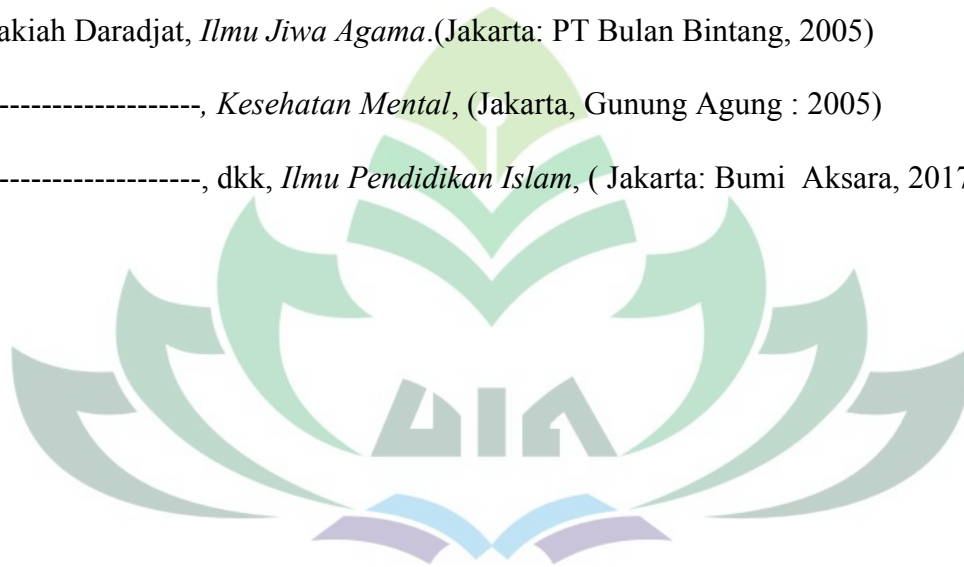 akiah Daradjat, Ilmu Jiwa Agama.(Jakarta: PT Bulan Bintang, 2005)
-------------------, Kesehatan Mental, (Jakarta, Gunung Agung : 2005)
-------------------, dkk, Ilmu Pendidikan Islam, ( Jakarta: Bumi Aksara, 2017
UIN